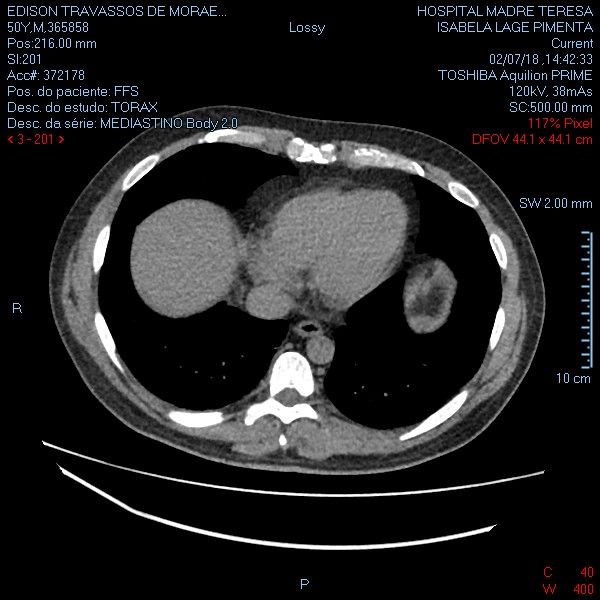 EDISON TRAVASSOS DE MORAE...
50Y,M,365858
Pos:216.00 mm
SI:201
Acc#: 372178
Pos. do paciente: FFS
Desc. do estudo: TORAX
Desc. da série: MEDIASTINO Body 2.0
< 3 - 201 >
Lossy
HOSPITAL MADRE TERESA
ISABELA LAGE PIMENTA
Current
02/07/18 ,14:42:33
TOSHIBA Aquilion PRIME
120kV, 38mAs
SC:500.00 mm
117% Pixel
DFOV 44.1 x 44.1 cm
SW 2.00 mm
R
10 cm
P
C 40
W 400